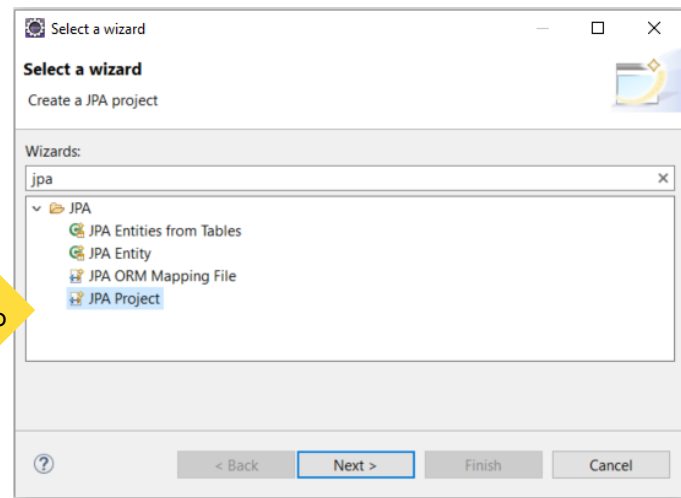 Select a wizard
Select a wizard
Create a JPA project
Wizards:
jpa
JPA
JPA Entities from Tables
JPA Entity
JPA ORM Mapping File
JPA Project
< Back Next > Finish Cancel